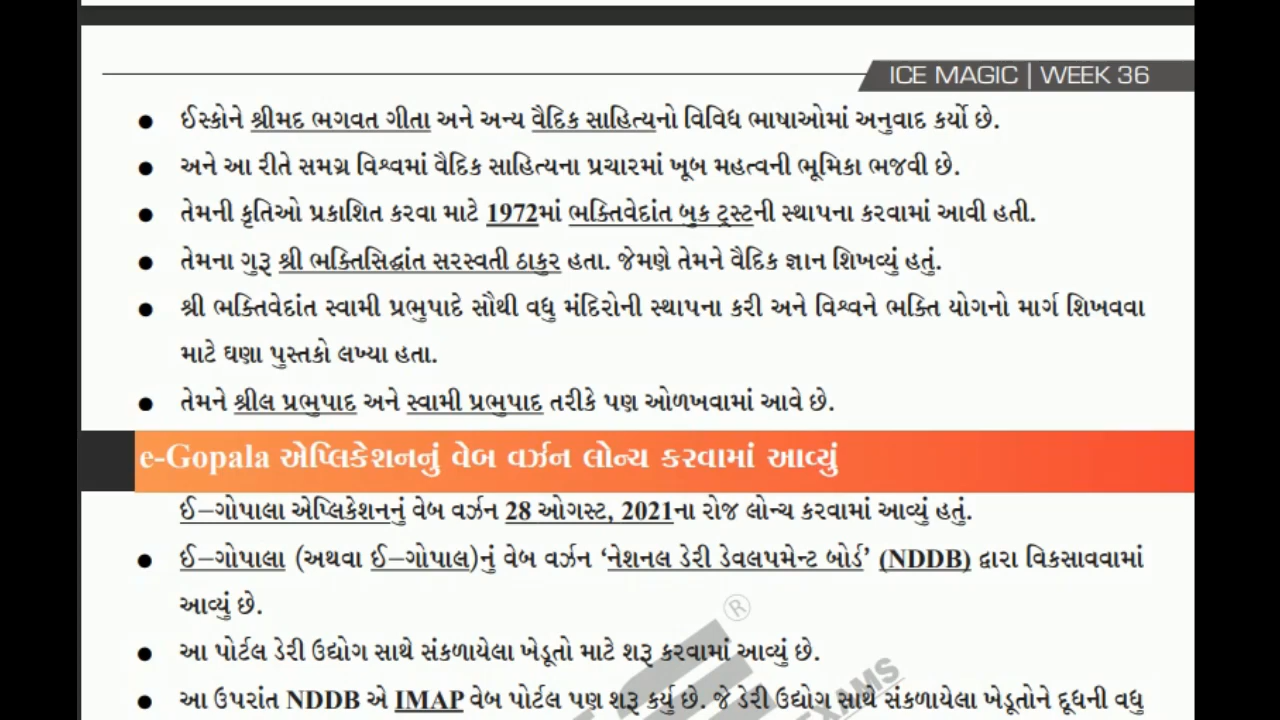 ICE MAGIC | WEEK 36
● ઈસ્કોને શ્રીમદ ભગવત ગીતા અને અન્ય વૈદિક સાહિત્યનો વિવિધ ભાષાઓમાં અનુવાદ કર્યો છે.
● અને આ રીતે સમગ્ર વિશ્વમાં વૈદિક સાહિત્યના પ્રચારમાં ખૂબ મહત્વની ભૂમિકા ભજવી છે.
● તેમની કૃતિઓ પ્રકાશિત કરવા માટે 1972માં ભક્તિવેદાંત બુક ટ્રસ્ટની સ્થાપના કરવામાં આવી હતી.
● તેમના ગુરૂ શ્રી ભક્તિસિદ્ધાંત સરસ્વતી ઠાકુર હતા. જેમણે તેમને વૈદિક જ્ઞાન શિખવ્યું હતું.
● શ્રી ભક્તિવેદાંત સ્વામી પ્રભુપાદે સૌથી વધુ મંદિરોની સ્થાપના કરી અને વિશ્વને ભક્તિ યોગનો માર્ગ શિખવવા
માટે ઘણા પુસ્તકો લખ્યા હતા.
● તેમને શ્રીલ પ્રભુપાદ અને સ્વામી પ્રભુપાદ તરીકે પણ ઓળખવામાં આવે છે.
e-Gopala એપ્લિકેશનનું વેબ વર્ઝન લોન્ચ કરવામાં આવ્યું
ઈ–ગોપાલા એપ્લિકેશનનું વેબ વર્ઝન 28 ઓગસ્ટ, 2021ના રોજ લોન્ચ કરવામાં આવ્યું હતું.
● ઈ–ગોપાલા (અથવા ઈ–ગોપાલ)નું વેબ વર્ઝન ‘નેશનલ ડેરી ડેવલપમેન્ટ બોર્ડ’ (NDDB) દ્વારા વિકસાવવામાં
આવ્યું છે.
● આ પોર્ટલ ડેરી ઉદ્યોગ સાથે સંકળાયેલા ખેડૂતો માટે શરૂ કરવામાં આવ્યું છે.
● આ ઉપરાંત NDDB એ IMAP વેબ પોર્ટલ પણ શરૂ કર્યુ છે. જે ડેરી ઉદ્યોગ સાથે સંકળાયેલા ખેડૂતોને દૂધની વધુ
®
EXAMS